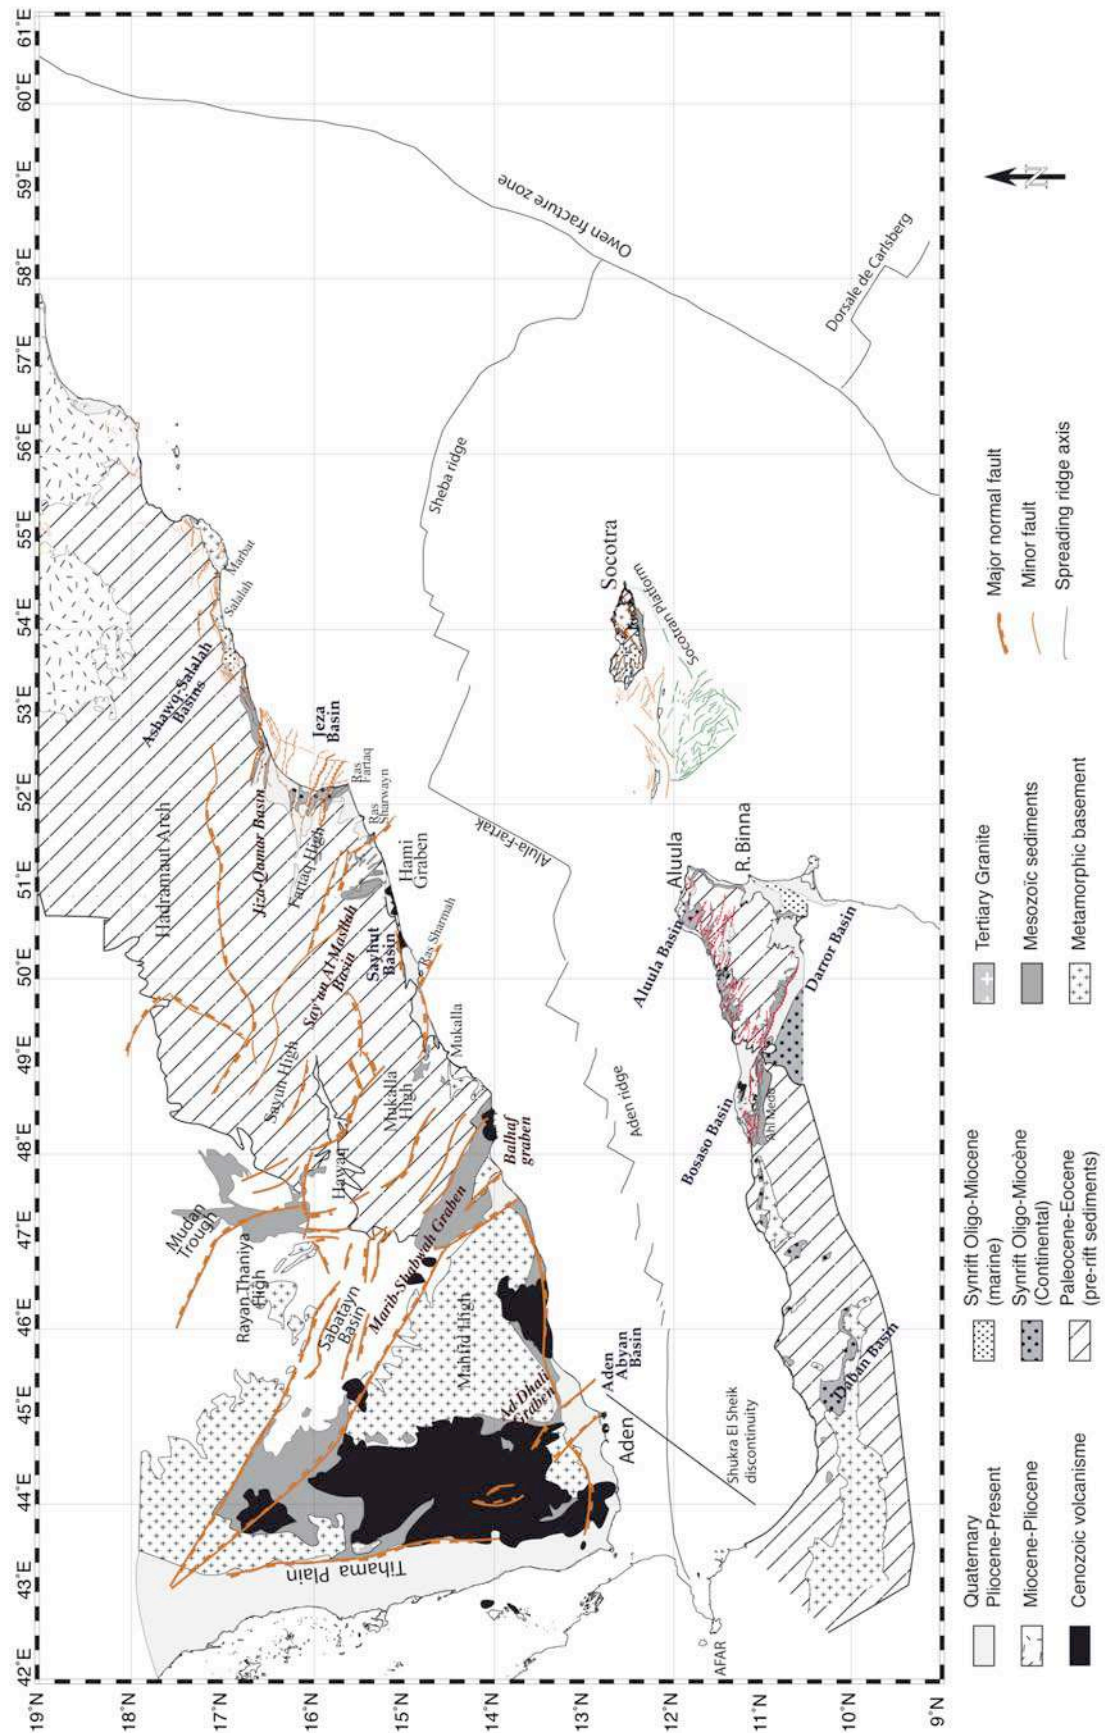 42°E
43°E
44°E
45°E
46°E
47°E
48°E
49°E
50°E
51°E
52°E
53°E
54°E
55°E
56°E
57°E
58°E
59°E
60°E
61°E
19°N
18°N
17°N
16°N
15°N
14°N
13°N
12°N
11°N
10°N
9°N
Hadramaut Arch
Ashawq-Salalah
Basins
Salalah
Marbat
Jiza-Qamar Basin
Fartaq High
Jeza
Basin
Ras
Fartaq
Ras
Sharwayn
Mudan
Trough
Rayan Thaniya
High
Sayun High
Say'un Al-Mashah
Basin
Sayhut
Basin
Hami
Graben
Ras Sharmah
Hawan
Mukalla
High
Mukalla
Sabatayn
Basin
Marib-Shabwah Graben
Balhaf
graben
Mahfid High
Ad Dhali
Graben
Aden
Abyan
Basin
Aden
Tihama Plain
AFAR
Shukra El Sheik
discontinuity
Aden ridge
Alula-Fartak
Sheba ridge
Owen fracture zone
Dorsale de Carlsberg
Socotra
Socotran Platform
Aluula
R. Binna
Aluula Basin
Darror Basin
Bosaso Basin
Ahl Medo
Daban Basin
N
Quaternary
Pliocene-Present
Miocene-Pliocene
Cenozoic volcanisme
Synrift Oligo-Miocene
(marine)
Synrift Oligo-Miocène
(Continental)
Paleocene-Eocene
(pre-rift sediments)
Tertiary Granite
Mesozoic sediments
Metamorphic basement
Major normal fault
Minor fault
Spreading ridge axis